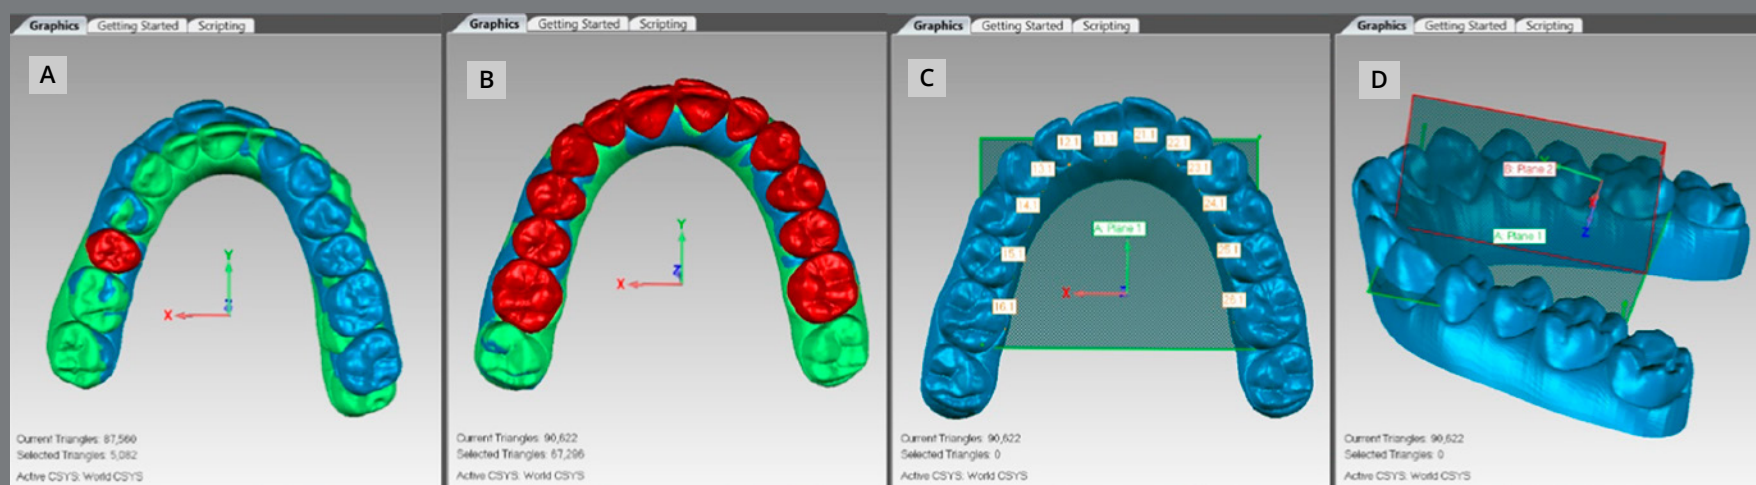 Graphics Getting Started Scripting
A
Y
X
Z
Current Triangles: 87,560
Selected Triangles: 5,082
Active CSYS: World CSYS
Graphics Getting Started Scripting
B
Y
Z
X
Current Triangles: 90,622
Selected Triangles: 67,296
Active CSYS: World CSYS
Graphics Getting Started Scripting
C
12.1 11.1 21.1 22.1
13.1 23.1
14.1 24.1
A: Plane 1
15.1 25.1
X
16.1 26.1
Current Triangles: 90,622
Selected Triangles: 0
Active CSYS: World CSYS
Graphics Getting Started Scripting
D
B: Plane 2
A: Plane 1
Z
Current Triangles: 90,622
Selected Triangles: 0
Active CSYS: World CSYS